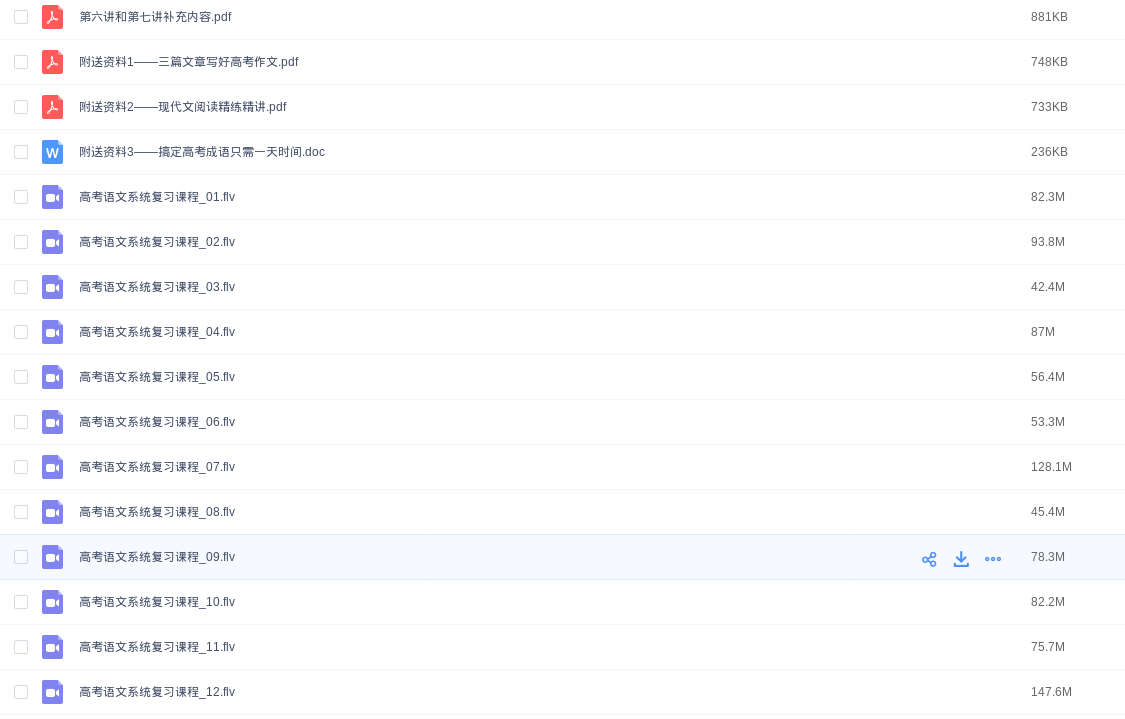 第六讲和第七讲补充内容.pdf 881KB
附送资料1——三篇文章写好高考作文.pdf 748KB
附送资料2——现代文阅读精练精讲.pdf 733KB
W 附送资料3——搞定高考成语只需一天时间.doc 236KB
高考语文系统复习课程_01.flv 82.3M
高考语文系统复习课程_02.flv 93.8M
高考语文系统复习课程_03.flv 42.4M
高考语文系统复习课程_04.flv 87M
高考语文系统复习课程_05.flv 56.4M
高考语文系统复习课程_06.flv 53.3M
高考语文系统复习课程_07.flv 128.1M
高考语文系统复习课程_08.flv 45.4M
高考语文系统复习课程_09.flv 78.3M
高考语文系统复习课程_10.flv 82.2M
高考语文系统复习课程_11.flv 75.7M
高考语文系统复习课程_12.flv 147.6M